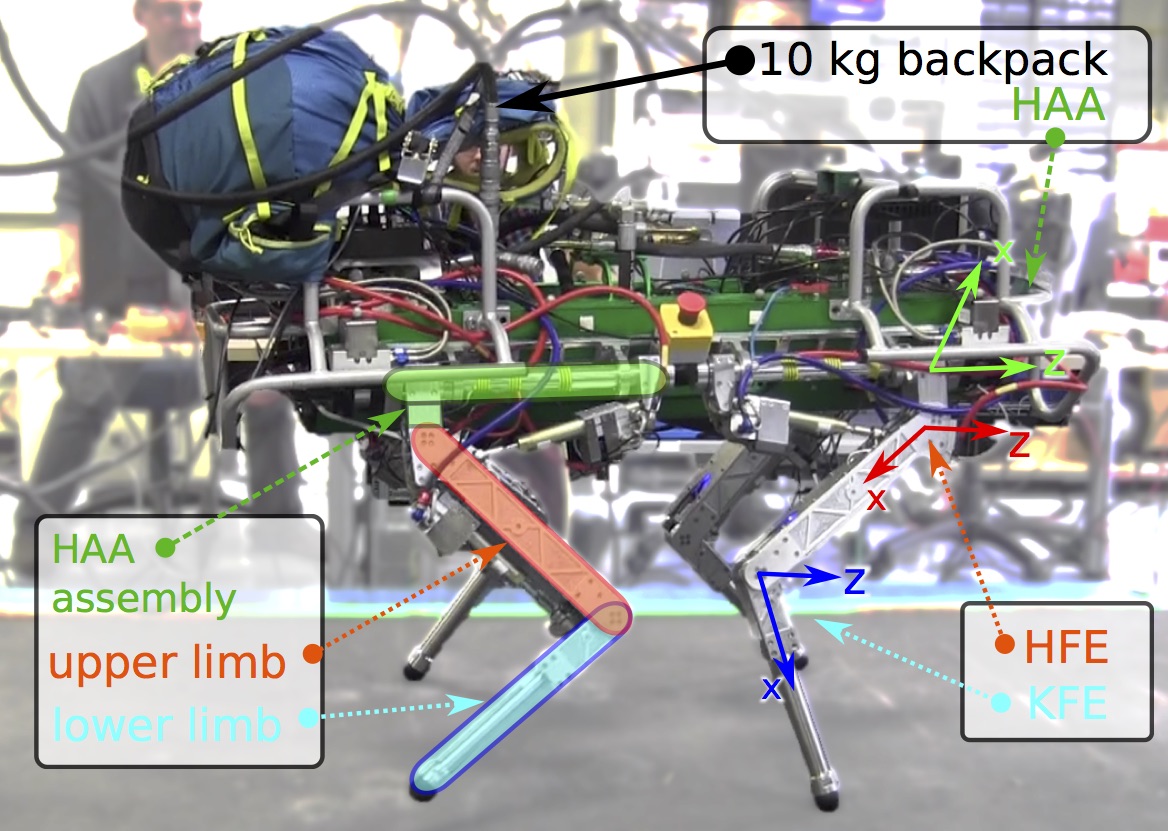 10 kg backpack
HAA
x
z
z
x
z
x
HAA
assembly
upper limb
lower limb
HFE
KFE